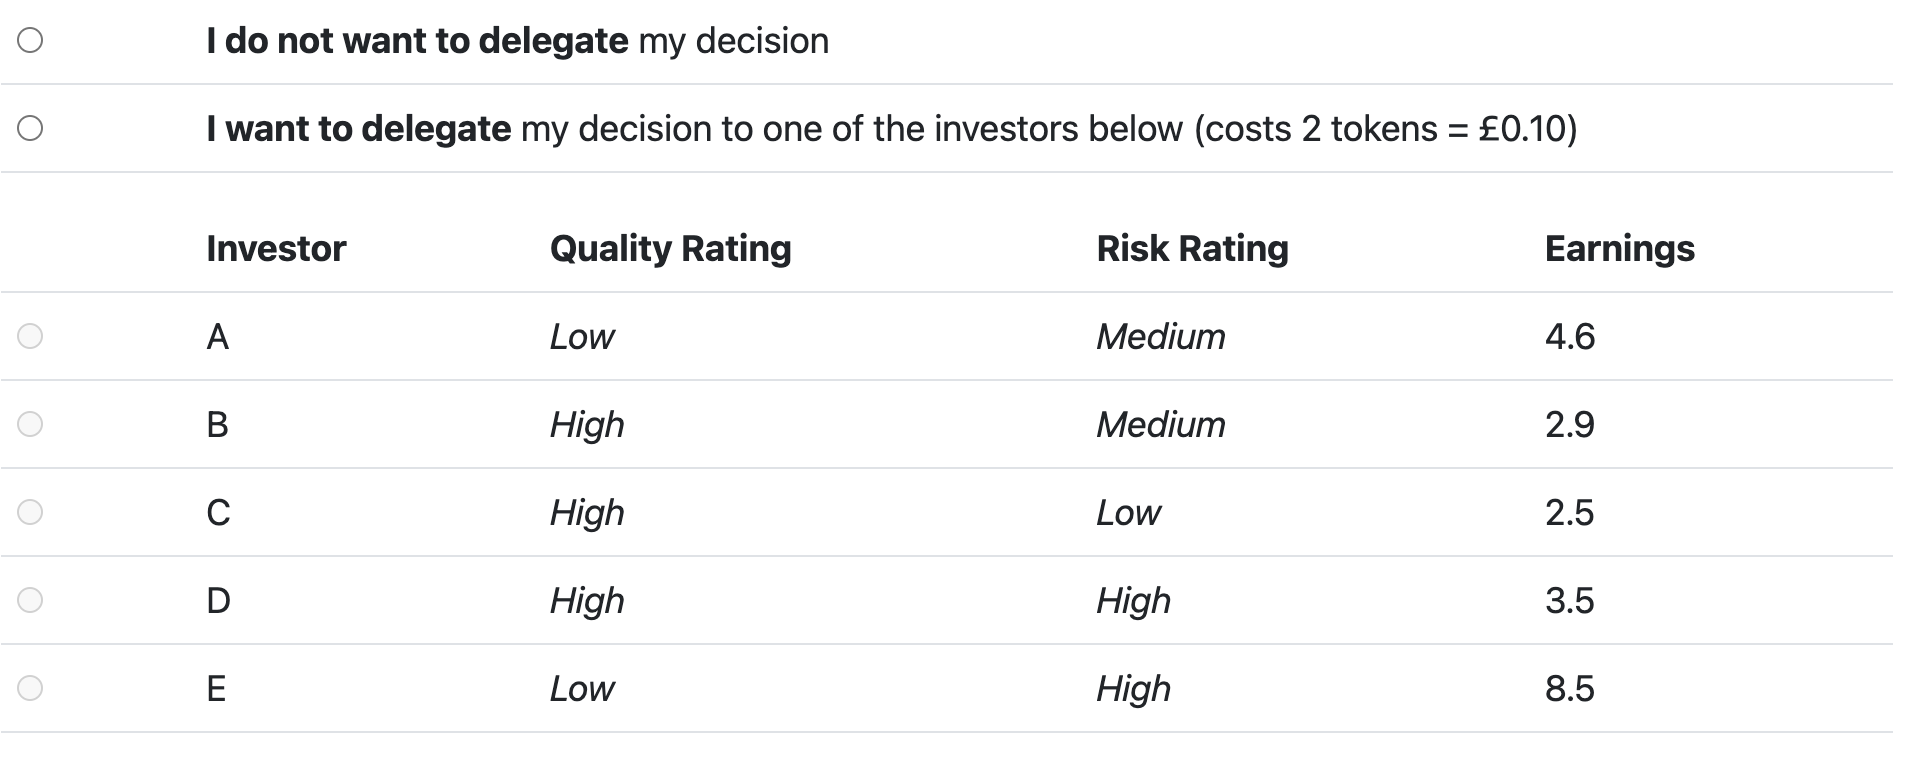 I do not want to delegate my decision
I want to delegate my decision to one of the investors below (costs 2 tokens = £0.10)
Investor Quality Rating Risk Rating Earnings
A Low Medium 4.6
B High Medium 2.9
C High Low 2.5
D High High 3.5
E Low High 8.5